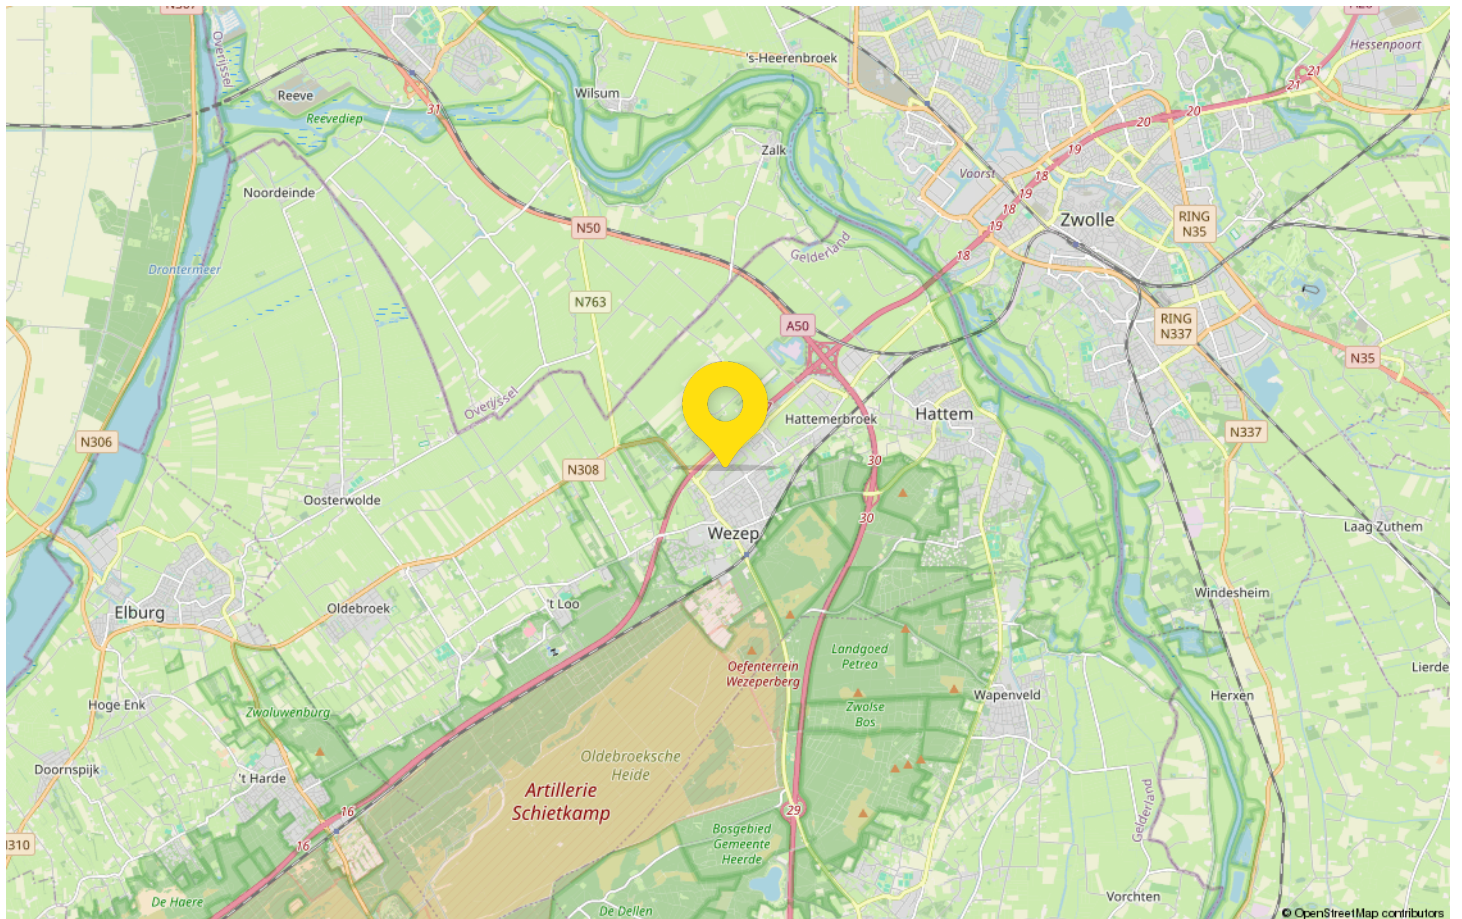 N307
A28
Hessenpoort
21
21
Overijssel
's-Heerenbroek
Reeve
Wilsum
31
20
20
Reevediep
19
Zalk
Voorst
18
Noordeinde
19
18
19
Zwolle
RING
N35
N50
Gelderland
18
Drontermeer
N763
A50
RING
N337
N35
Overijssel
Hattem
Hattemerbroek
N337
N306
30
N308
Oosterwolde
30
Laag Zuthem
Wezep
Windesheim
Elburg
Oldebroek
't Loo
Landgoed
Petrea
Lierde
Oefenterrein
Wezeperberg
Wapenveld
Herxen
Hoge Enk
Zwaluwenburg
Zwolse
Bos
Oldebroeksche
Heide
Doornspijk
't Harde
Artillerie
Schietkamp
Gelderland
16
29
16
N310
Bosgebied
Gemeente
Heerde
Vorchten
De Haere
De Dellen
© OpenStreetMap contributors